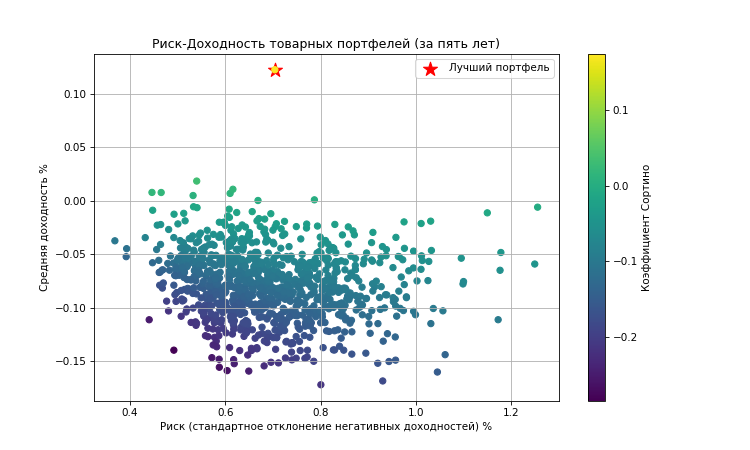 Риск-Доходность товарных портфелей (за пять лет)
Лучший портфель
0.10
0.05
0.00
−0.05
−0.10
−0.15
Средняя доходность %
0.4 0.6 0.8 1.0 1.2
Риск (стандартное отклонение негативных доходностей) %
0.1
0.0
−0.1
−0.2
Коэффициент Сортино